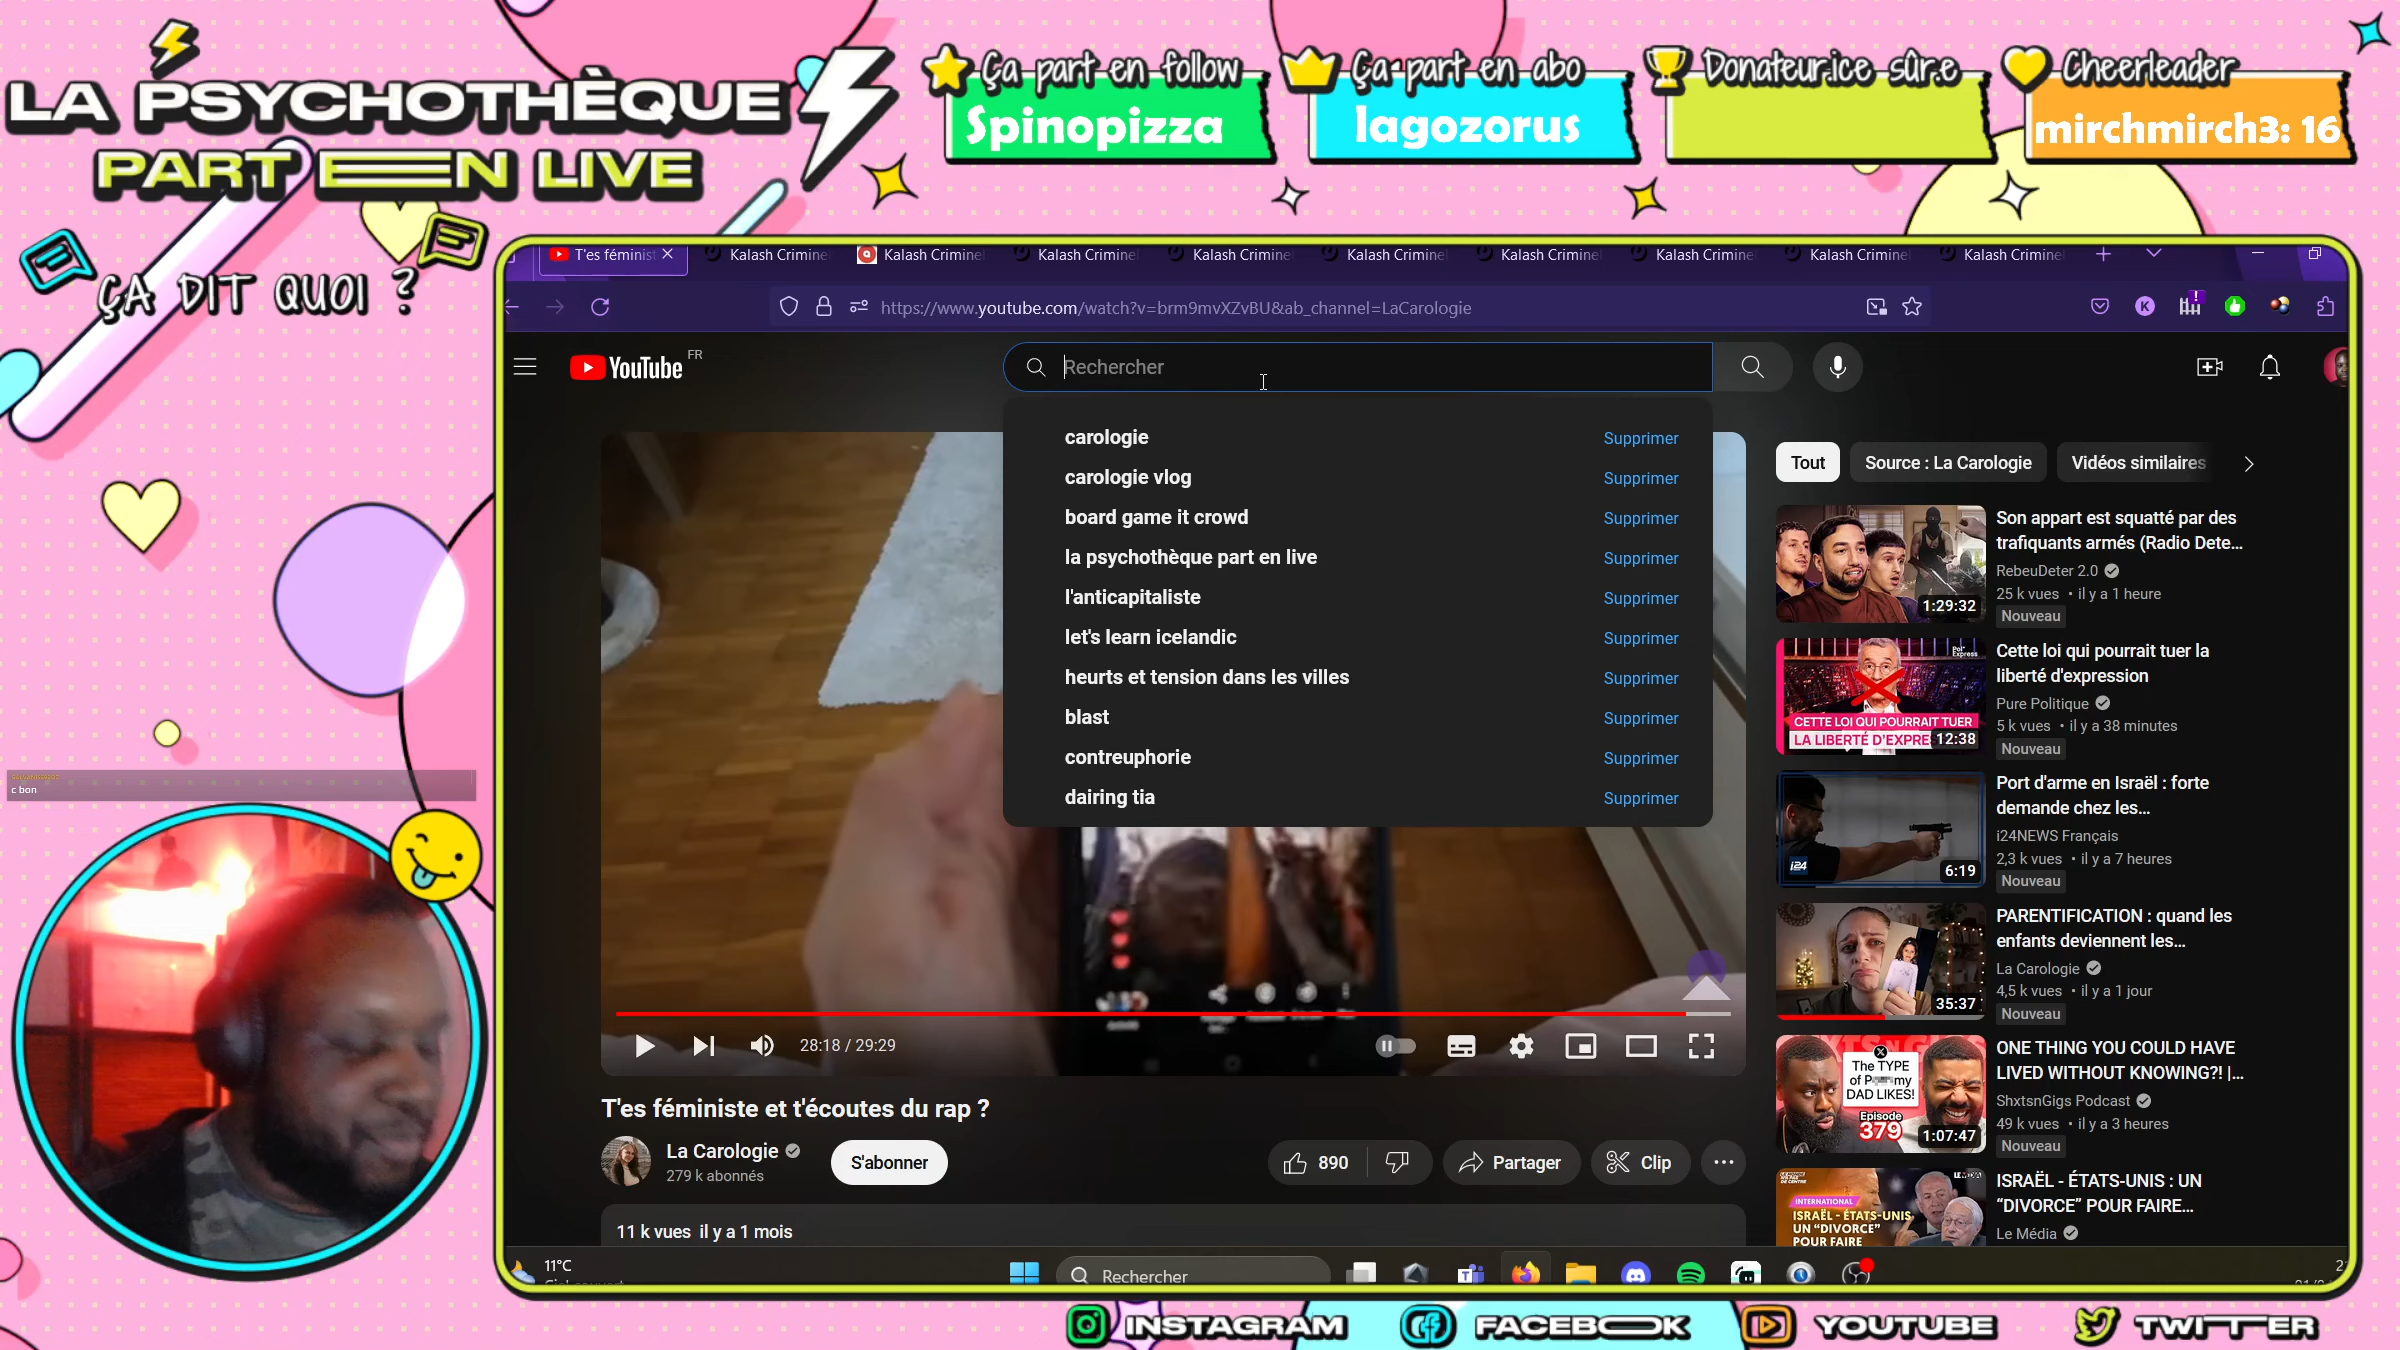 LA PSYCHOTHÈQUE
PART EN LIVE
Ça part en follow
Spinopizza
Ça part en abo
lagozorus
Donateur.ice sûr.e
Cheerleader
mirchmirch3: 16
ÇA DIT QUOI ?
T'es féminist
Kalash Crimine
Kalash Crimine
Kalash Crimine
Kalash Crimine
Kalash Crimine
Kalash Crimine
Kalash Crimine
Kalash Crimine
Kalash Crimine
https://www.youtube.com/watch?v=brm9mvXZvBU&ab_channel=LaCarologie
YouTube FR
Rechercher
carologie Supprimer
carologie vlog Supprimer
board game it crowd Supprimer
la psychothèque part en live Supprimer
l'anticapitaliste Supprimer
let's learn icelandic Supprimer
heurts et tension dans les villes Supprimer
blast Supprimer
contreuphorie Supprimer
dairing tia Supprimer
Tout
Source : La Carologie
Vidéos similaires
Son appart est squatté par des
trafiquants armés (Radio Dete...
RebeuDeter 2.0
25 k vues • il y a 1 heure
Nouveau
1:29:32
Cette loi qui pourrait tuer la
liberté d'expression
Pure Politique
5 k vues • il y a 38 minutes
Nouveau
CETTE LOI QUI POURRAIT TUER
LA LIBERTÉ D'EXPRE
12:38
Port d'arme en Israël : forte
demande chez les...
i24NEWS Français
2,3 k vues • il y a 7 heures
Nouveau
i24
6:19
PARENTIFICATION : quand les
enfants deviennent les...
La Carologie
4,5 k vues • il y a 1 jour
Nouveau
35:37
ONE THING YOU COULD HAVE
LIVED WITHOUT KNOWING?! |...
ShxtsnGigs Podcast
49 k vues • il y a 3 heures
Nouveau
The TYPE
of P my
DAD LIKES!
Episode
379
1:07:47
ISRAËL - ÉTATS-UNIS : UN
“DIVORCE” POUR FAIRE...
Le Média
INTERNATIONAL
ISRAËL - ÉTATS-UNIS
UN “DIVORCE”
POUR FAIRE
28:18 / 29:29
T'es féministe et t'écoutes du rap ?
La Carologie
279 k abonnés
S'abonner
890
Partager
Clip
11 k vues il y a 1 mois
c bon
11°C
Rechercher
INSTAGRAM
FACEBOOK
YOUTUBE
TWITTER